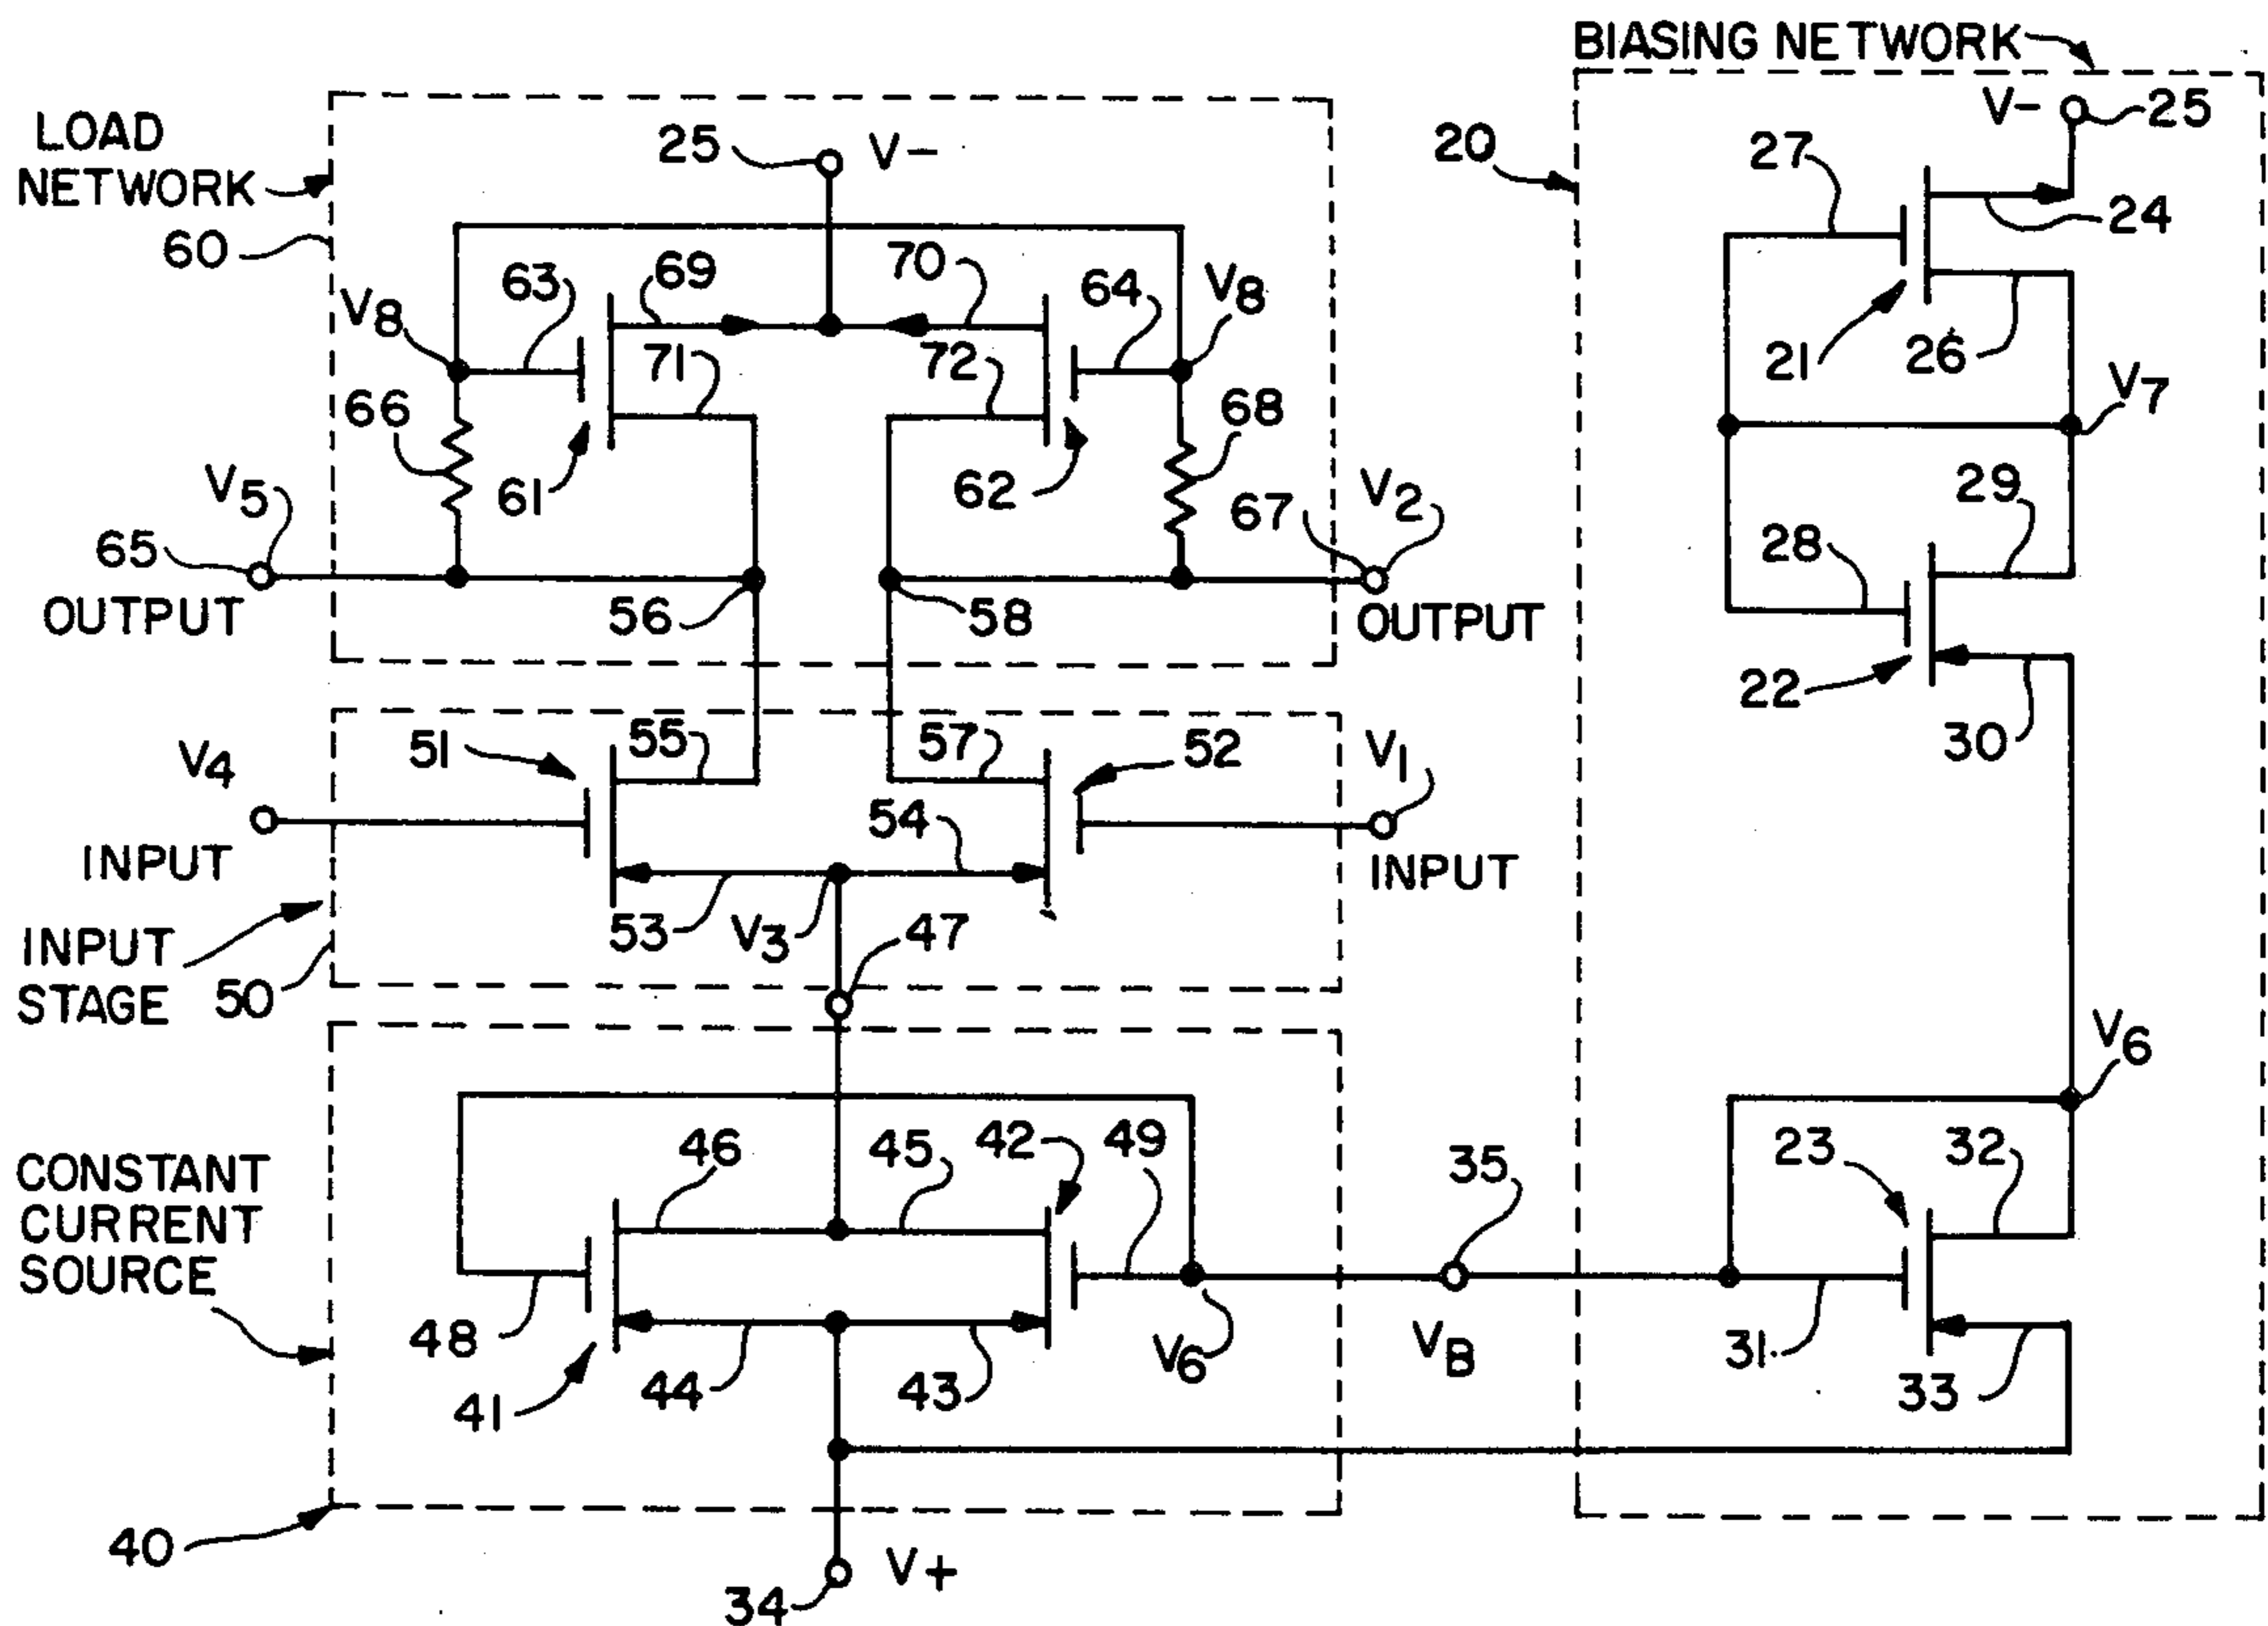 BIASING NETWORK
V- 25
20
27
24
21
26
V7
29
28
22
30
V6
23
32
31
33
LOAD
NETWORK
60
25 V-
63
69
70
64
V8
V8
66
71
72
68
61
62
V5
65
OUTPUT
56
58
67
V2
OUTPUT
V4
INPUT
INPUT
STAGE
50
51
55
57
52
V1
INPUT
54
53
V3
47
CONSTANT
CURRENT
SOURCE
40
46
45
42
49
48
41
44
43
V6
35
VB
34
V+